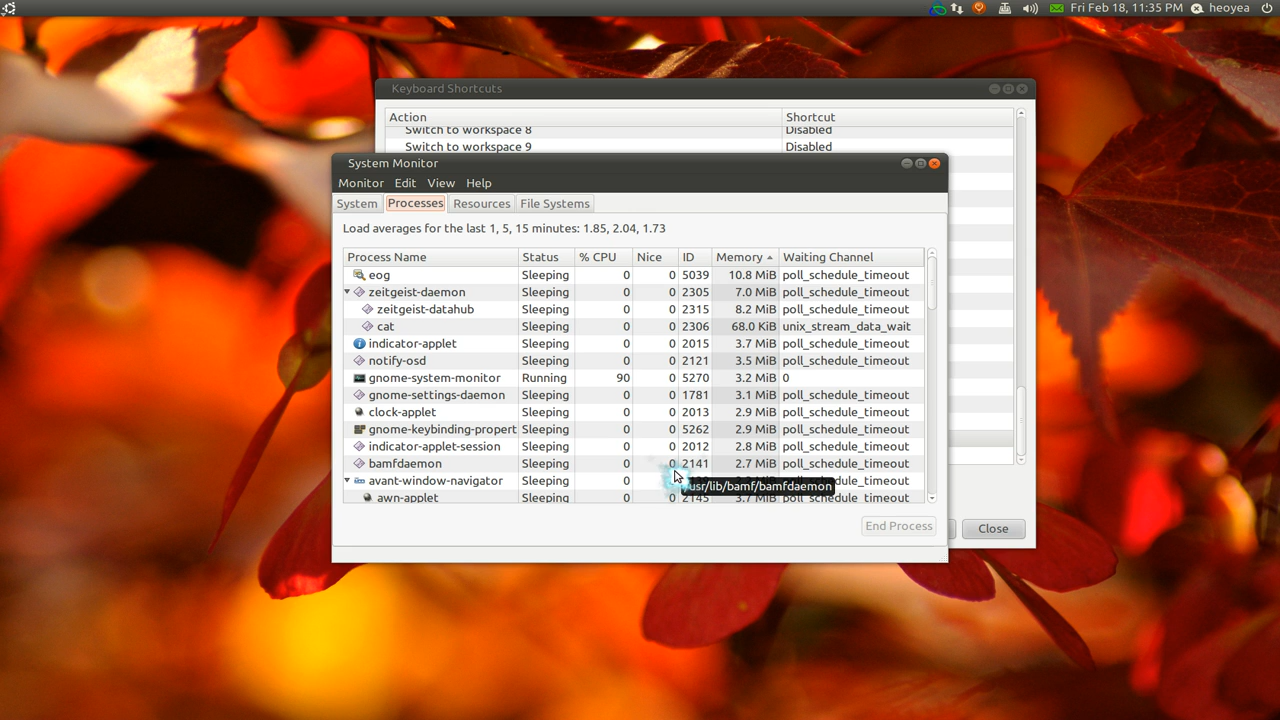 Fri Feb 18, 11:35 PM heoyea
Keyboard Shortcuts
Action Shortcut
Switch to workspace 8 Disabled
Switch to workspace 9 Disabled
System Monitor
Monitor Edit View Help
System Processes Resources File Systems
Load averages for the last 1, 5, 15 minutes: 1.85, 2.04, 1.73
Process Name Status % CPU Nice ID Memory Waiting Channel
eog Sleeping 0 0 5039 10.8 MiB poll_schedule_timeout
zeitgeist-daemon Sleeping 0 0 2305 7.0 MiB poll_schedule_timeout
zeitgeist-datahub Sleeping 0 0 2315 8.2 MiB poll_schedule_timeout
cat Sleeping 0 0 2306 68.0 KiB unix_stream_data_wait
indicator-applet Sleeping 0 0 2015 3.7 MiB poll_schedule_timeout
notify-osd Sleeping 0 0 2121 3.5 MiB poll_schedule_timeout
gnome-system-monitor Running 90 0 5270 3.2 MiB 0
gnome-settings-daemon Sleeping 0 0 1781 3.1 MiB poll_schedule_timeout
clock-applet Sleeping 0 0 2013 2.9 MiB poll_schedule_timeout
gnome-keybinding-propert Sleeping 0 0 5262 2.9 MiB poll_schedule_timeout
indicator-applet-session Sleeping 0 0 2012 2.8 MiB poll_schedule_timeout
bamfdaemon Sleeping 0 0 2141 2.7 MiB poll_schedule_timeout
avant-window-navigator Sleeping 0 poll_schedule_timeout
usr/lib/bamf/bamfdaemon
awn-applet Sleeping 0 0 2145 3.7 MiB poll_schedule_timeout
End Process
Close